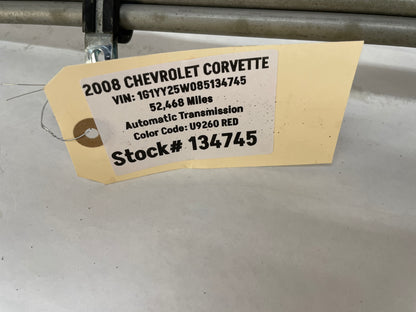 2008 CHEVROLET CORVETTE
VIN: 1G1YY25W085134745
52,468 Miles
Automatic Transmission
Color Code: U9260 RED
Stock# 134745